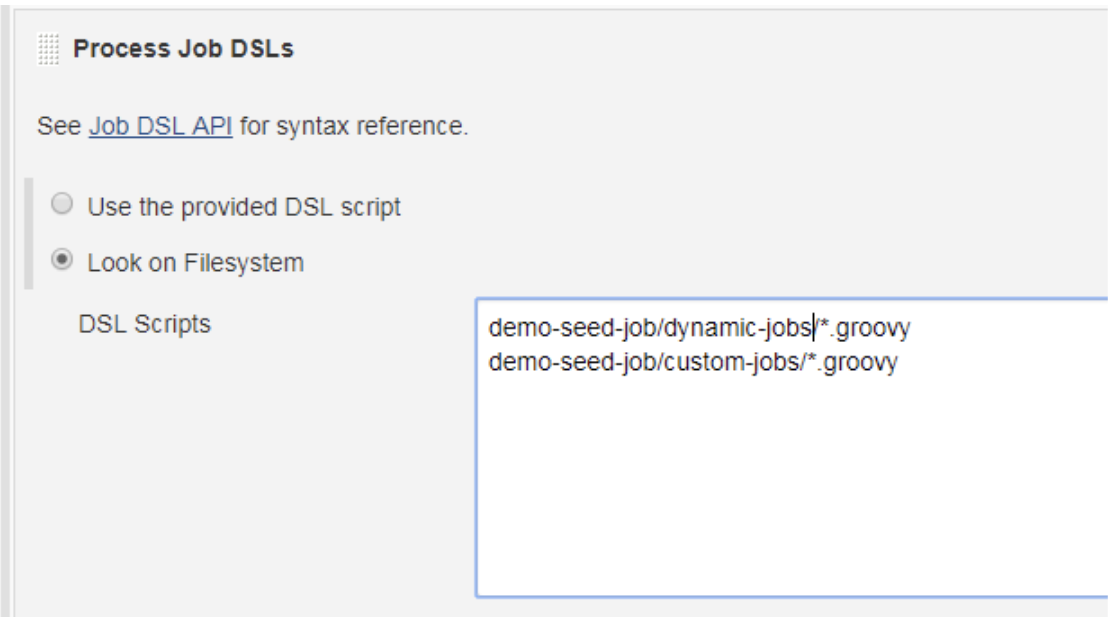 Process Job DSLs
See Job DSL API for syntax reference.
Use the provided DSL script
Look on Filesystem
DSL Scripts
demo-seed-job/dynamic-jobs/*.groovy
demo-seed-job/custom-jobs/*.groovy